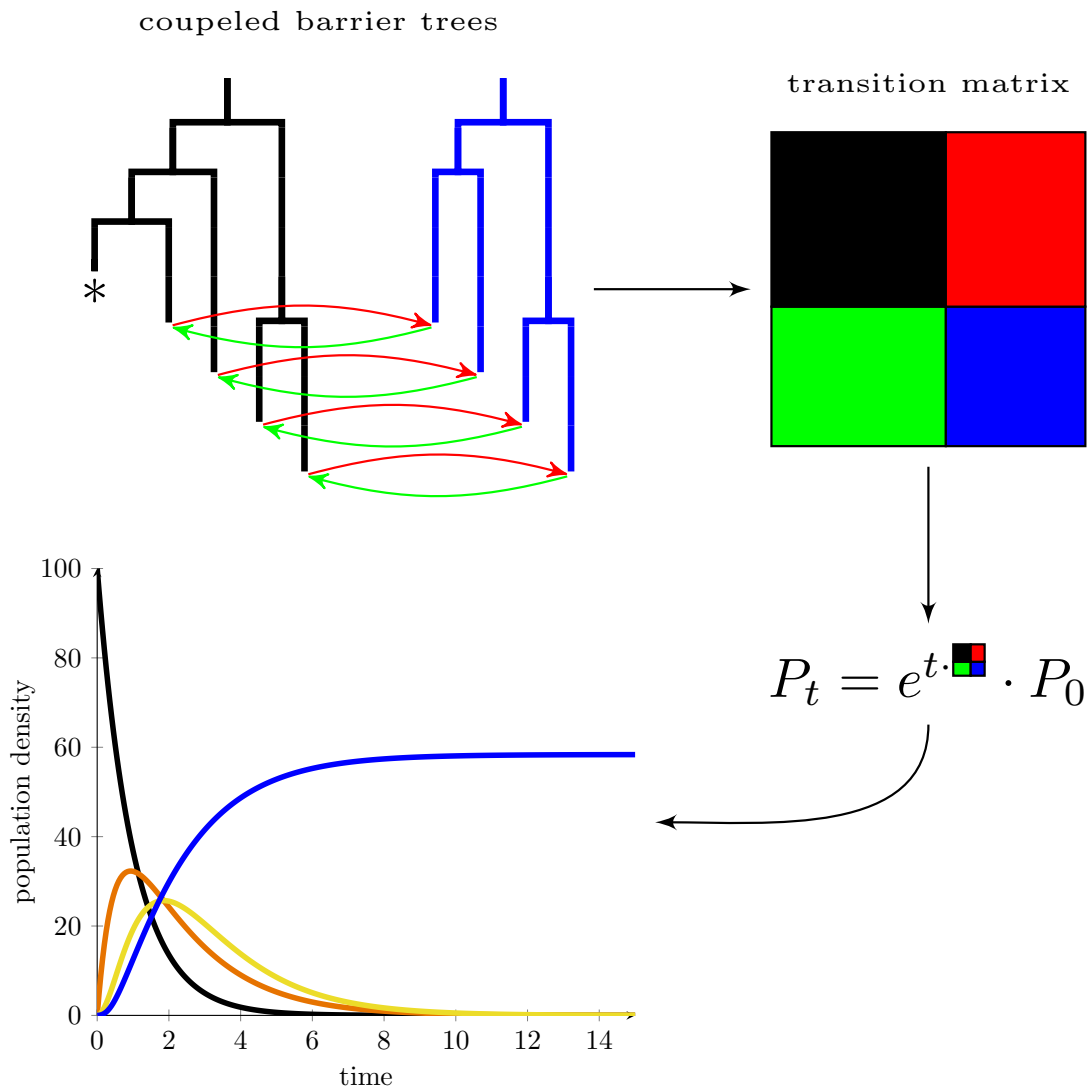 coupeled barrier trees
transition matrix
*
P_t = e^{t·} · P_0
100
80
60
40
20
0
population density
0 2 4 6 8 10 12 14
time